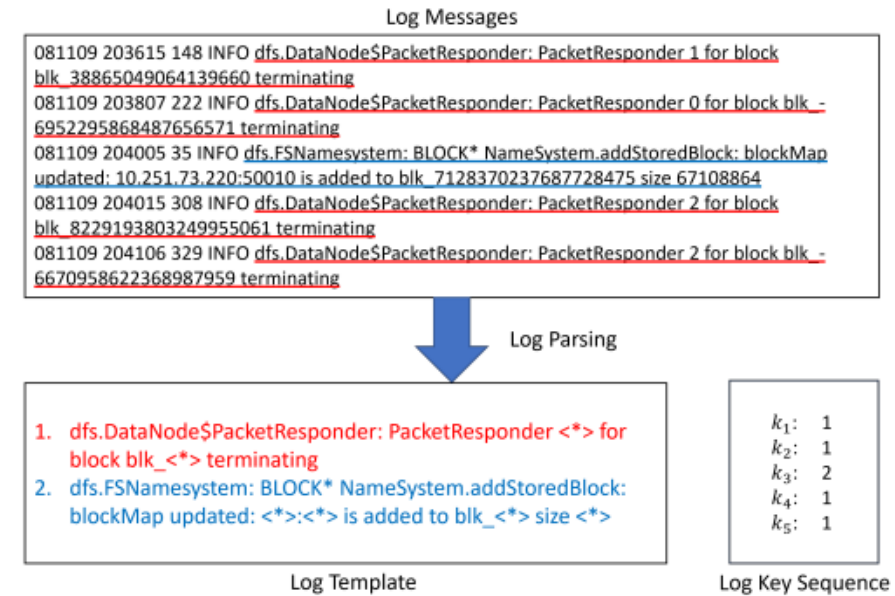 Log Messages
081109 203615 148 INFO dfs.DataNode$PacketResponder: PacketResponder 1 for block
blk_38865049064139660 terminating
081109 203807 222 INFO dfs.DataNode$PacketResponder: PacketResponder 0 for block blk_-
6952295868487656571 terminating
081109 204005 35 INFO dfs.FSNamesystem: BLOCK* NameSystem.addStoredBlock: blockMap
updated: 10.251.73.220:50010 is added to blk_7128370237687728475 size 67108864
081109 204015 308 INFO dfs.DataNode$PacketResponder: PacketResponder 2 for block
blk_8229193803249955061 terminating
081109 204106 329 INFO dfs.DataNode$PacketResponder: PacketResponder 2 for block blk_-
6670958622368987959 terminating
Log Parsing
1. dfs.DataNode$PacketResponder: PacketResponder <*> for
block blk_<*> terminating
2. dfs.FSNamesystem: BLOCK* NameSystem.addStoredBlock:
blockMap updated: <*>:<*> is added to blk_<*> size <*>
Log Template
k₁: 1
k₂: 1
k₃: 2
k₄: 1
k₅: 1
Log Key Sequence